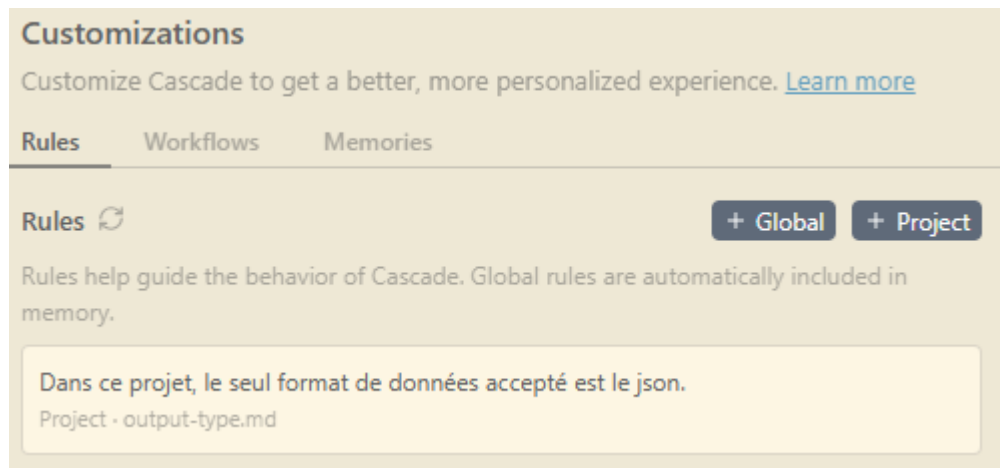 Customizations
Customize Cascade to get a better, more personalized experience. Learn more
Rules Workflows Memories
Rules + Global + Project
Rules help guide the behavior of Cascade. Global rules are automatically included in
memory.
Dans ce projet, le seul format de données accepté est le json.
Project · output-type.md